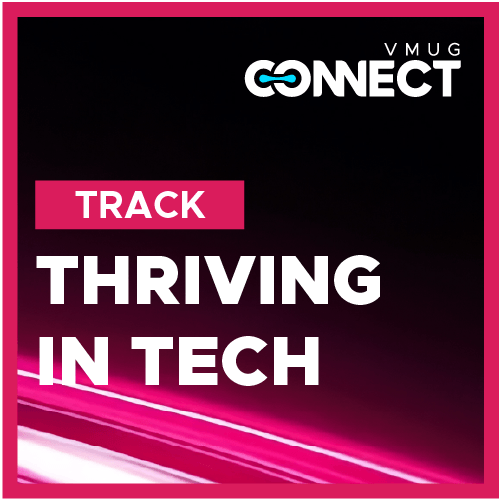 VMUG
CONNECT
TRACK
THRIVING
IN TECH